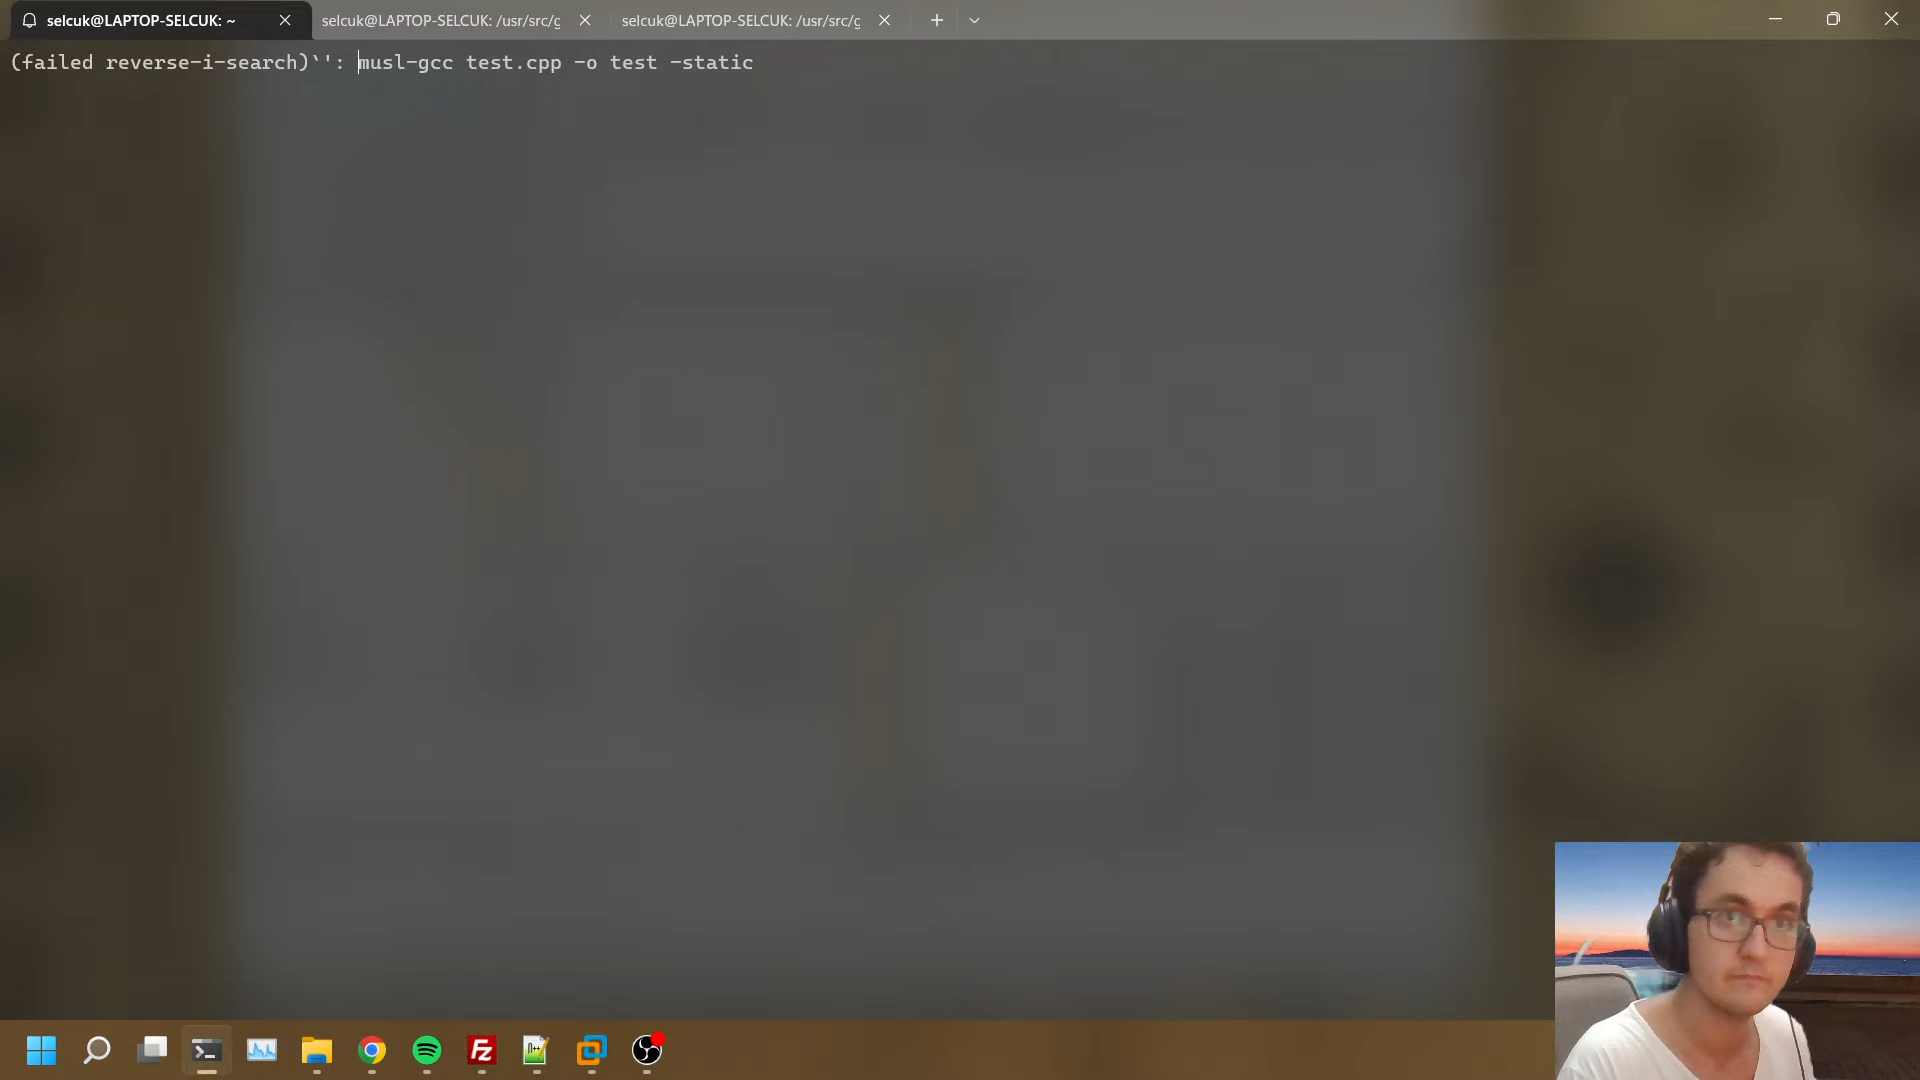 selcuk@LAPTOP-SELCUK: ~
selcuk@LAPTOP-SELCUK: /usr/src/g
selcuk@LAPTOP-SELCUK: /usr/src/g
(failed reverse-i-search)`': musl-gcc test.cpp -o test -static